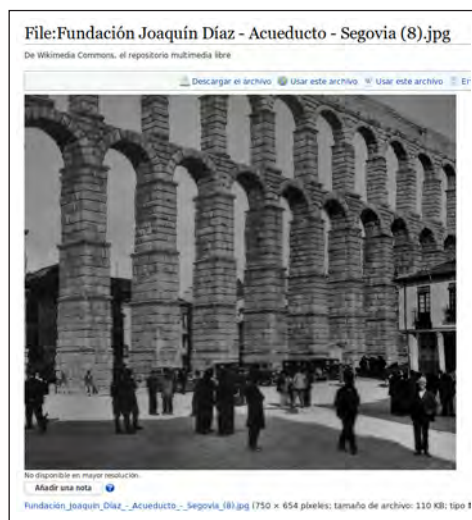 File:Fundación Joaquín Díaz - Acueducto - Segovia (8).jpg
De Wikimedia Commons, el repositorio multimedia libre
Descargar el archivo Usar este archivo Usar este archivo
No disponible en mayor resolución.
Añadir una nota
Fundación_Joaquín_Díaz_-_Acueducto_-_Segovia_(8).jpg (750 × 654 píxeles; tamaño de archivo: 110 KB; tipo